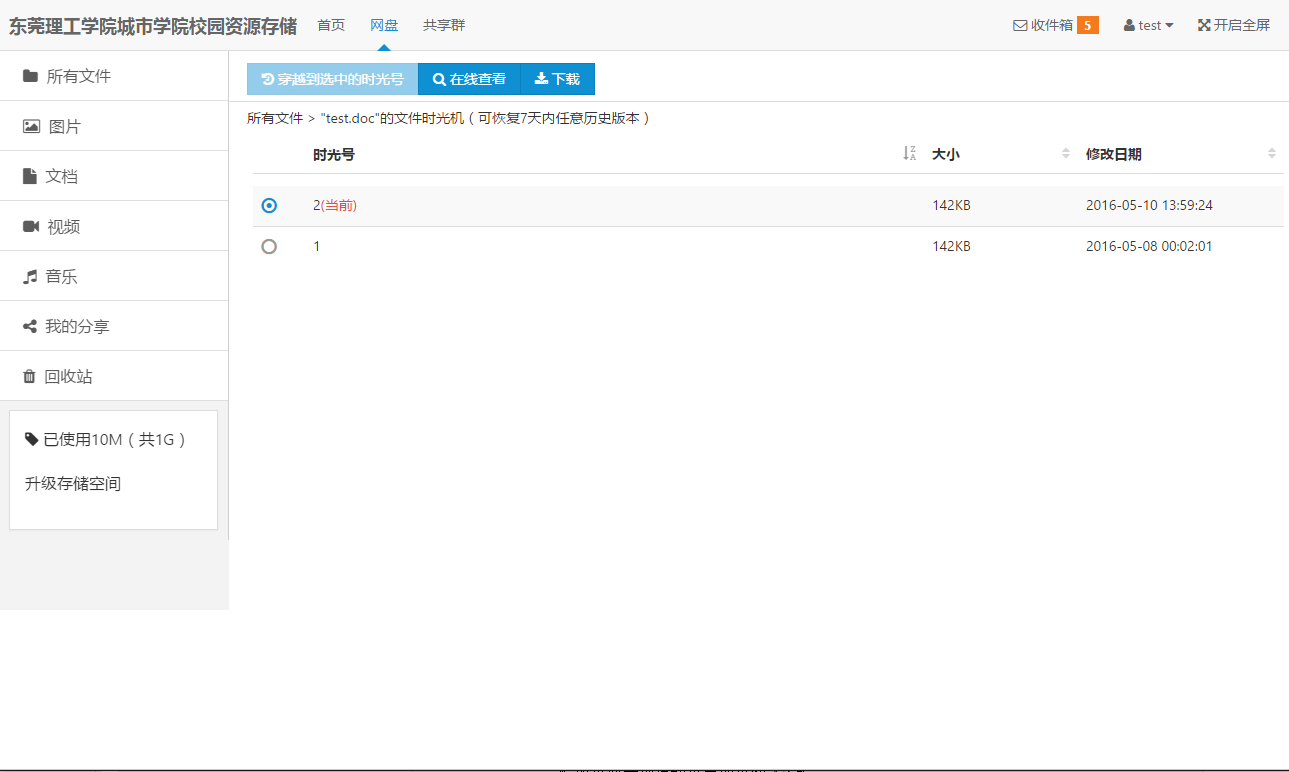 东莞理工学院城市学院校园资源存储 首页 网盘 共享群 收件箱 5 test 开启全屏
所有文件
图片
文档
视频
音乐
我的分享
回收站
已使用10M（共1G）
升级存储空间
穿越到选中的时光号 在线查看 下载
所有文件 > "test.doc"的文件时光机（可恢复7天内任意历史版本）
时光号 大小 修改日期
2(当前) 142KB 2016-05-10 13:59:24
1 142KB 2016-05-08 00:02:01